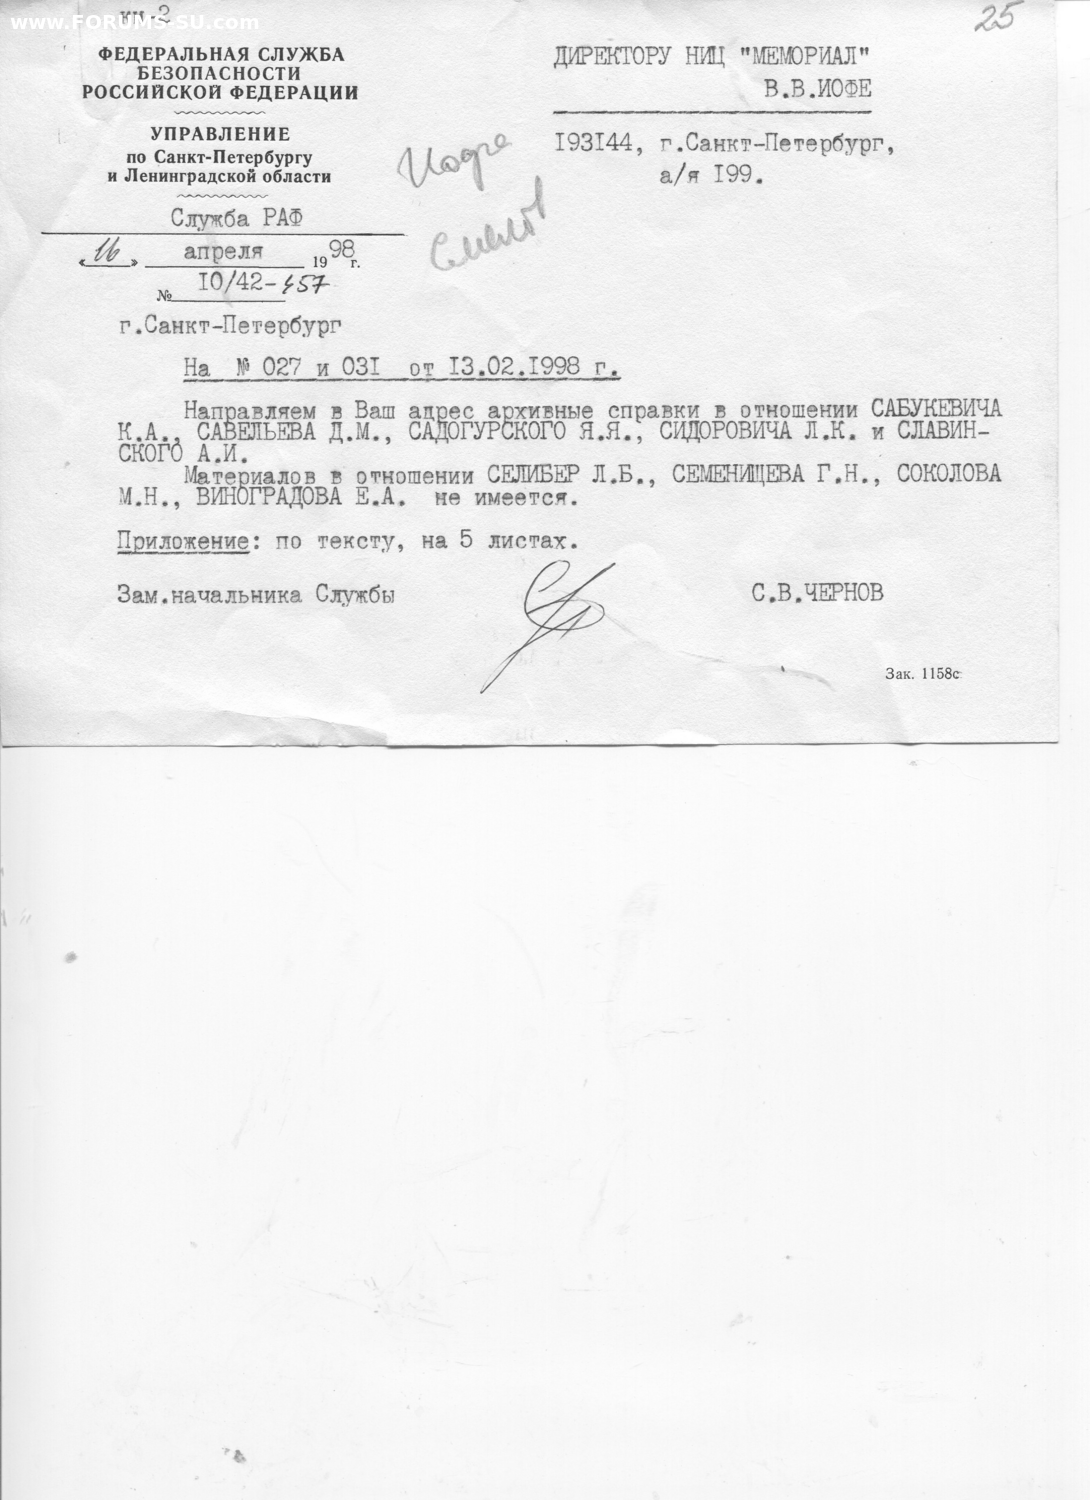 www.FORUMS-SU.com
кк-2
25
ФЕДЕРАЛЬНАЯ СЛУЖБА
БЕЗОПАСНОСТИ
РОССИЙСКОЙ ФЕДЕРАЦИИ
УПРАВЛЕНИЕ
по Санкт-Петербургу
и Ленинградской области
Служба РАФ
«16» апреля 1998 г.
№ 10/42-457
г.Санкт-Петербург
ДИРЕКТОРУ НИЦ "МЕМОРИАЛ"
В.В.ИОФЕ
193144, г.Санкт-Петербург,
а/я 199.
На № 027 и 031 от 13.02.1998 г.
Направляем в Ваш адрес архивные справки в отношении САБУКЕВИЧА
К.А., САВЕЛЬЕВА Д.М., САДОГУРСКОГО Я.Я., СИДОРОВИЧА Л.К. и СЛАВИН-
СКОГО А.И.
Материалов в отношении СЕЛИБЕР Л.Б., СЕМЕНИЩЕВА Г.Н., СОКОЛОВА
М.Н., ВИНОГРАДОВА Е.А. не имеется.
Приложение: по тексту, на 5 листах.
Зам.начальника Службы С.В.ЧЕРНОВ
Зак. 1158с